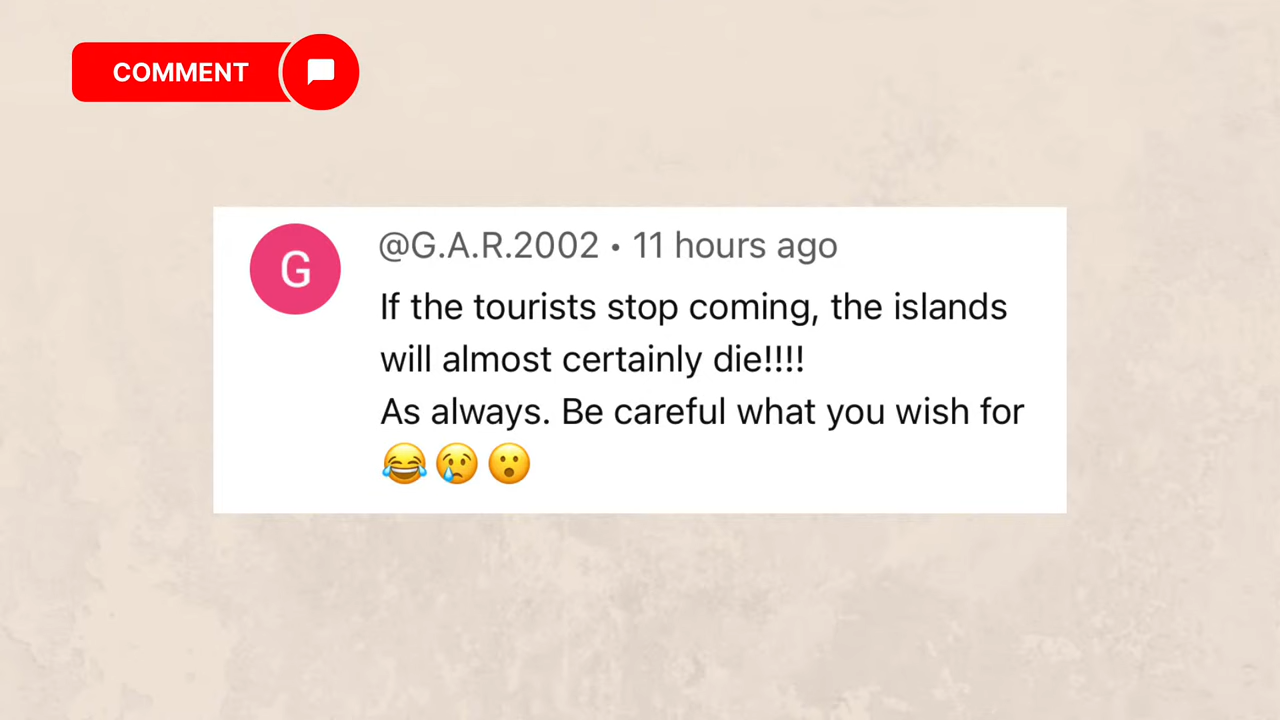 COMMENT
G
@G.A.R.2002 • 11 hours ago
If the tourists stop coming, the islands
will almost certainly die!!!!
As always. Be careful what you wish for
😂😢😮